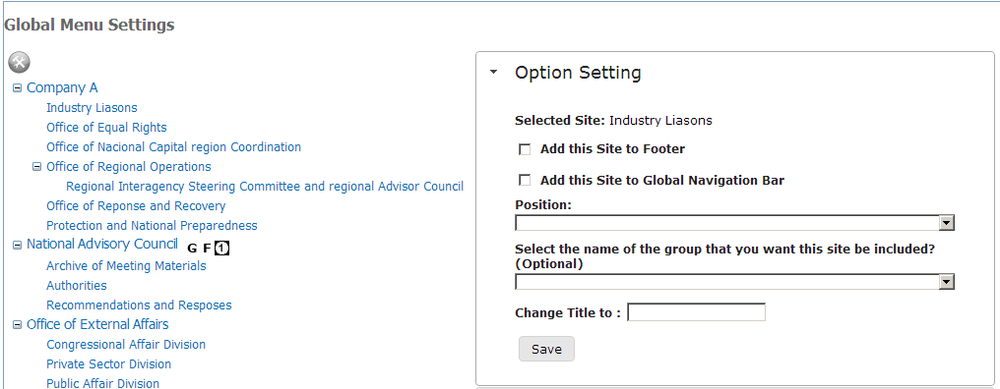 Global Menu Settings
Company A
Industry Liasons
Office of Equal Rights
Office of Nacional Capital region Coordination
Office of Regional Operations
Regional Interagency Steering Committee and regional Advisor Council
Office of Reponse and Recovery
Protection and National Preparedness
National Advisory Council G F 1
Archive of Meeting Materials
Authorities
Recommendations and Resposes
Office of External Affairs
Congressional Affair Division
Private Sector Division
Public Affair Division
Option Setting
Selected Site: Industry Liasons
Add this Site to Footer
Add this Site to Global Navigation Bar
Position:
Select the name of the group that you want this site be included?
(Optional)
Change Title to :
Save